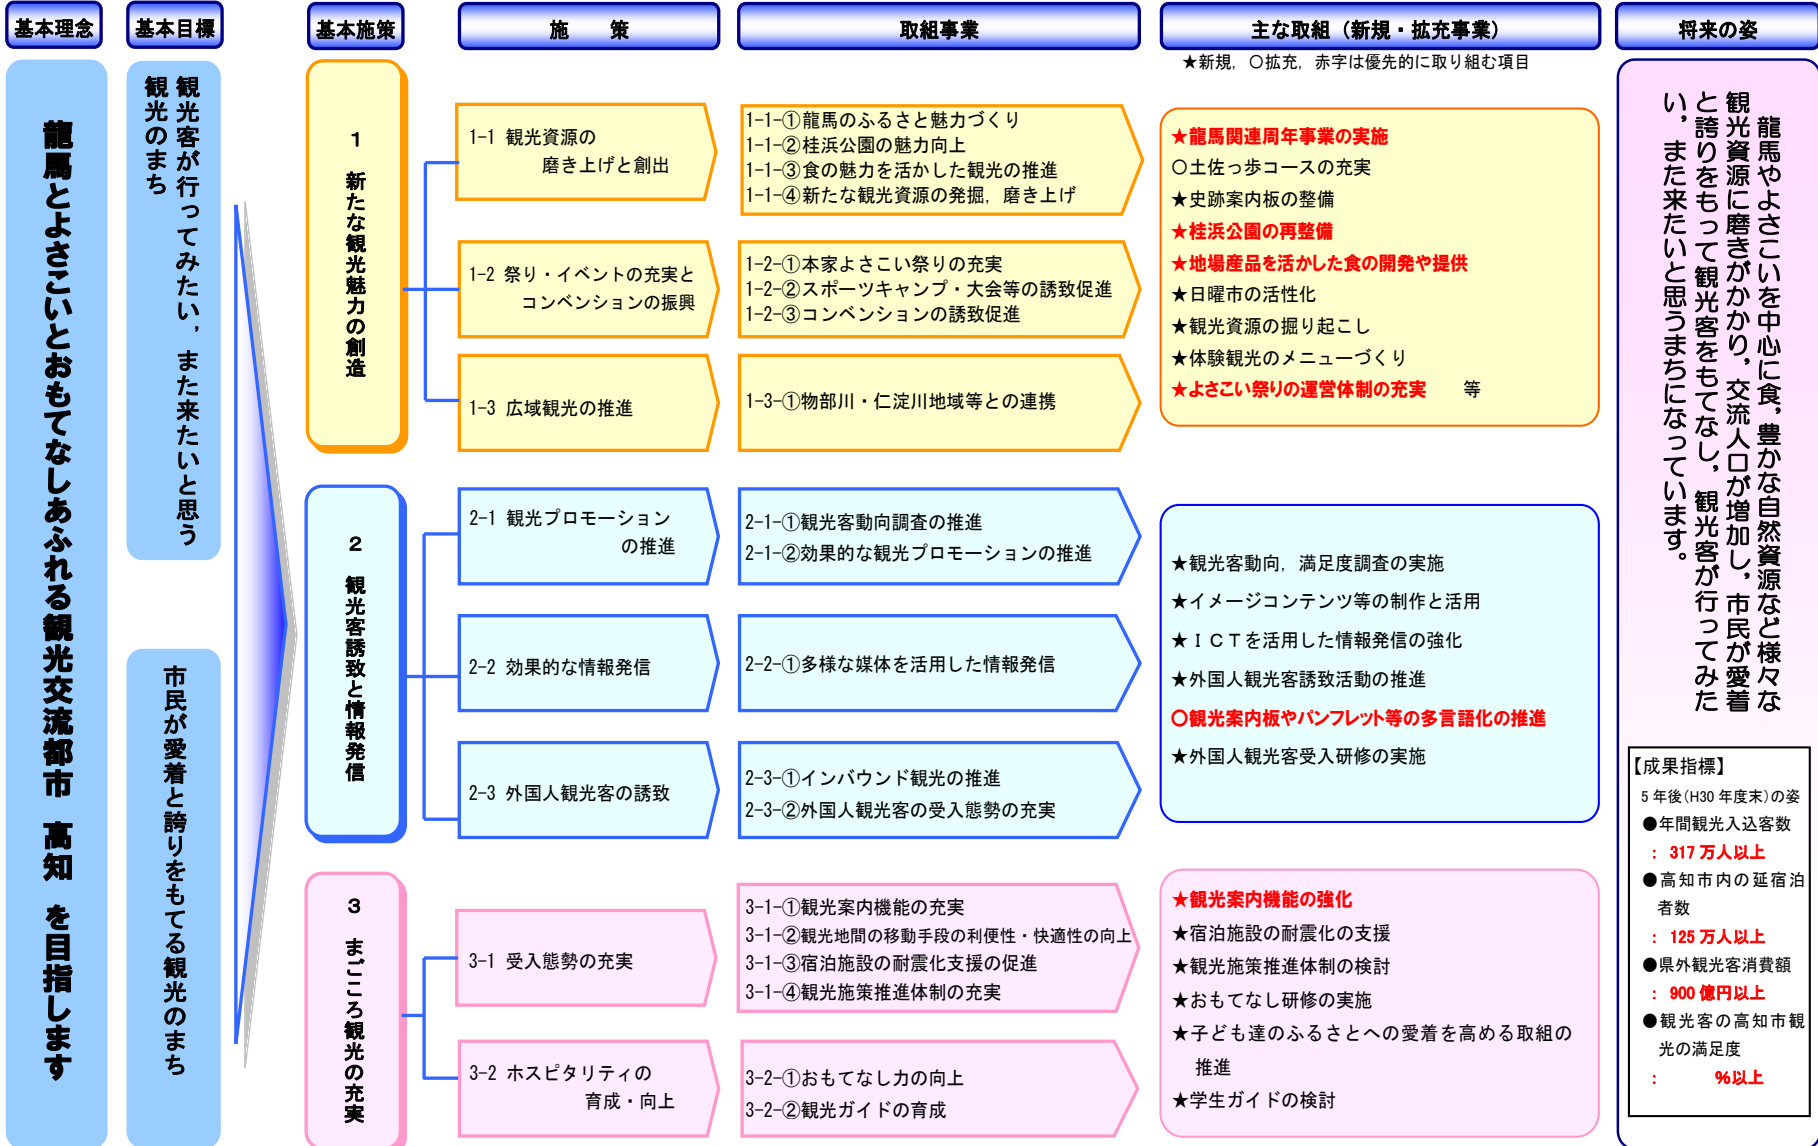 基本理念
基本目標
基本施策
施　　策
取組事業
主な取組（新規・拡充事業）
将来の姿
★新規，○拡充，赤字は優先的に取り組む項目
龍馬とよさこいとおもてなしあふれる観光交流都市　高知　を目指します
観光客が行ってみたい，また来たいと思う
観光のまち
市民が愛着と誇りをもてる観光のまち
1　新たな観光魅力の創造
1-1 観光資源の
磨き上げと創出
1-1-①龍馬のふるさと魅力づくり
1-1-②桂浜公園の魅力向上
1-1-③食の魅力を活かした観光の推進
1-1-④新たな観光資源の発掘，磨き上げ
1-2 祭り・イベントの充実と
コンベンションの振興
1-2-①本家よさこい祭りの充実
1-2-②スポーツキャンプ・大会等の誘致促進
1-2-③コンベンションの誘致促進
1-3 広域観光の推進
1-3-①物部川・仁淀川地域等との連携
★龍馬関連周年事業の実施
○土佐っ歩コースの充実
★史跡案内板の整備
★桂浜公園の再整備
★地場産品を活かした食の開発や提供
★日曜市の活性化
★観光資源の掘り起こし
★体験観光のメニューづくり
★よさこい祭りの運営体制の充実　等
2　観光客誘致と情報発信
2-1 観光プロモーション
の推進
2-1-①観光客動向調査の推進
2-1-②効果的な観光プロモーションの推進
2-2 効果的な情報発信
2-2-①多様な媒体を活用した情報発信
2-3 外国人観光客の誘致
2-3-①インバウンド観光の推進
2-3-②外国人観光客の受入態勢の充実
★観光客動向，満足度調査の実施
★イメージコンテンツ等の制作と活用
★ＩＣＴを活用した情報発信の強化
★外国人観光客誘致活動の推進
○観光案内板やパンフレット等の多言語化の推進
★外国人観光客受入研修の実施
3　まごころ観光の充実
3-1 受入態勢の充実
3-1-①観光案内機能の充実
3-1-②観光地間の移動手段の利便性・快適性の向上
3-1-③宿泊施設の耐震化支援の促進
3-1-④観光施策推進体制の充実
3-2 ホスピタリティの
育成・向上
3-2-①おもてなし力の向上
3-2-②観光ガイドの育成
★観光案内機能の強化
★宿泊施設の耐震化の支援
★観光施策推進体制の検討
★おもてなし研修の実施
★子ども達のふるさとへの愛着を高める取組の
推進
★学生ガイドの検討
龍馬やよさこいを中心に食，豊かな自然資源など様々な
観光資源に磨きがかかり，交流人口が増加し，市民が愛着
と誇りをもって観光客をもてなし，観光客が行ってみた
い，また来たいと思うまちになっています。
【成果指標】
5 年後(H30 年度末)の姿
●年間観光入込客数
： 317 万人以上
●高知市内の延宿泊
者数
： 125 万人以上
●県外観光客消費額
： 900 億円以上
●観光客の高知市観
光の満足度
：　　　%以上